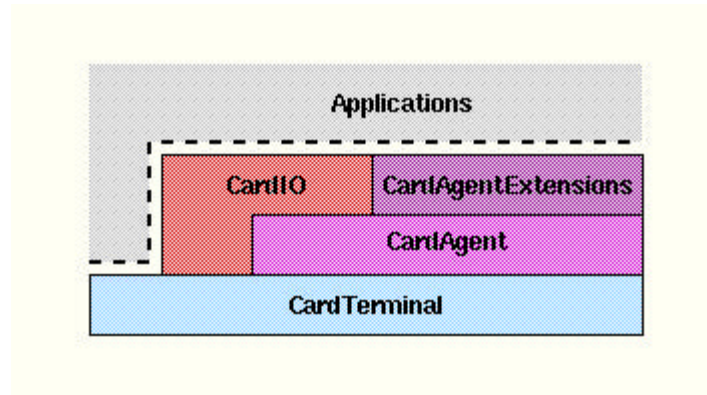 Applications
CardIO
CardAgentExtensions
CardAgent
CardTerminal